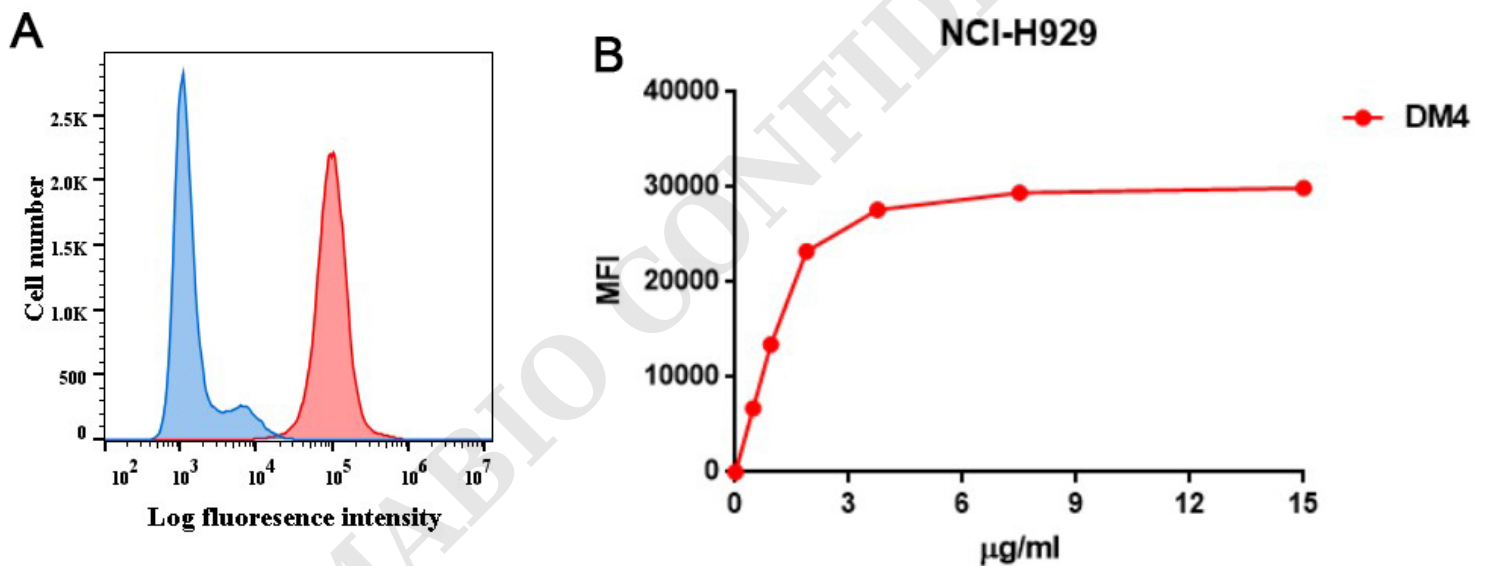 A
2.5K
2.0K
1.5K
1.0K
500
0
Cell number
10²
10³
10⁴
10⁵
10⁶
10⁷
Log fluoresence intensity
B
NCI-H929
40000
30000
20000
10000
0
MFI
0
3
6
9
12
15
μg/ml
DM4
MABIO CONFID